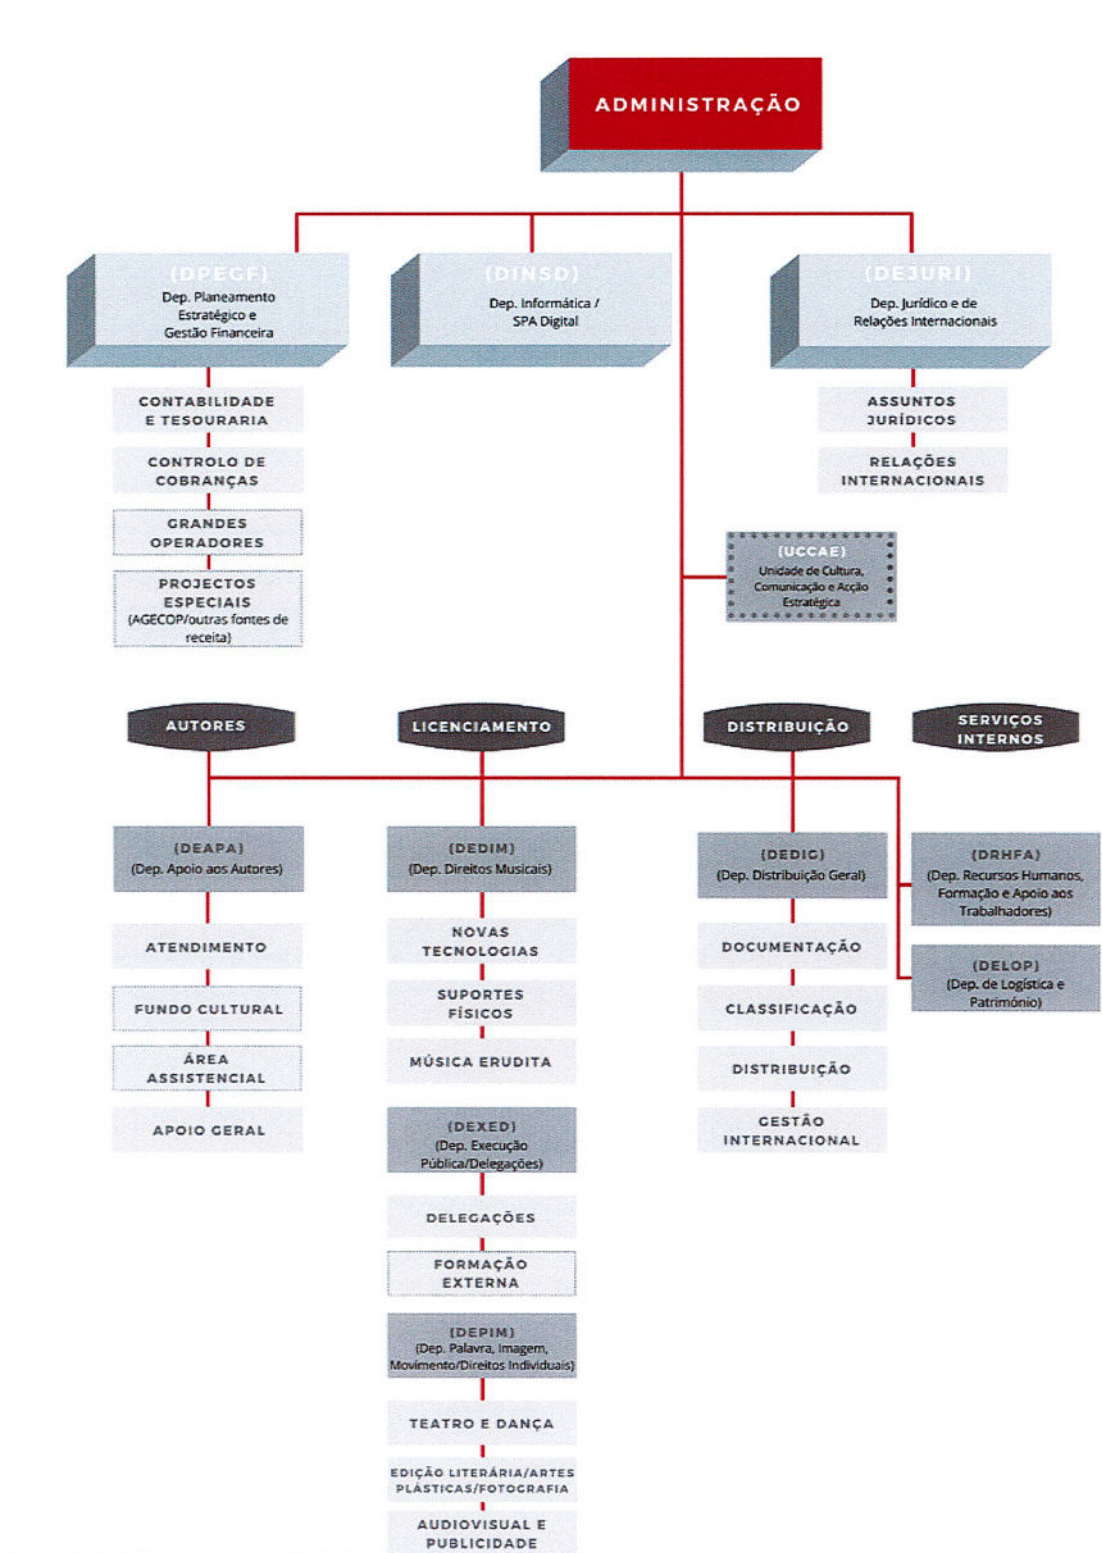 ADMINISTRAÇÃO
(DPEGF)
Dep. Planeamento
Estratégico e
Gestão Financeira
(DINSD)
Dep. Informática /
SPA Digital
(DEJURI)
Dep. Jurídico e de
Relações Internacionais
CONTABILIDADE
E TESOURARIA
CONTROLO DE
COBRANÇAS
GRANDES
OPERADORES
PROJECTOS
ESPECIAIS
(AGECOP/outras fontes de
receita)
ASSUNTOS
JURÍDICOS
RELAÇÕES
INTERNACIONAIS
(UCCAE)
Unidade de Cultura,
Comunicação e Acção
Estratégica
AUTORES
LICENCIAMENTO
DISTRIBUIÇÃO
SERVIÇOS
INTERNOS
(DEAPA)
(Dep. Apoio aos Autores)
ATENDIMENTO
FUNDO CULTURAL
ÁREA
ASSISTENCIAL
APOIO GERAL
(DEDIM)
(Dep. Direitos Musicais)
NOVAS
TECNOLOGIAS
SUPORTES
FÍSICOS
MÚSICA ERUDITA
(DEXED)
(Dep. Execução
Pública/Delegações)
DELEGAÇÕES
FORMAÇÃO
EXTERNA
(DEPIM)
(Dep. Palavra, Imagem,
Movimento/Direitos Individuais)
TEATRO E DANÇA
EDIÇÃO LITERÁRIA/ARTES
PLÁSTICAS/FOTOGRAFIA
AUDIOVISUAL E
PUBLICIDADE
(DEDIG)
(Dep. Distribuição Geral)
DOCUMENTAÇÃO
CLASSIFICAÇÃO
DISTRIBUIÇÃO
GESTÃO
INTERNACIONAL
(DRHFA)
(Dep. Recursos Humanos,
Formação e Apoio aos
Trabalhadores)
(DELOP)
(Dep. de Logística e
Património)